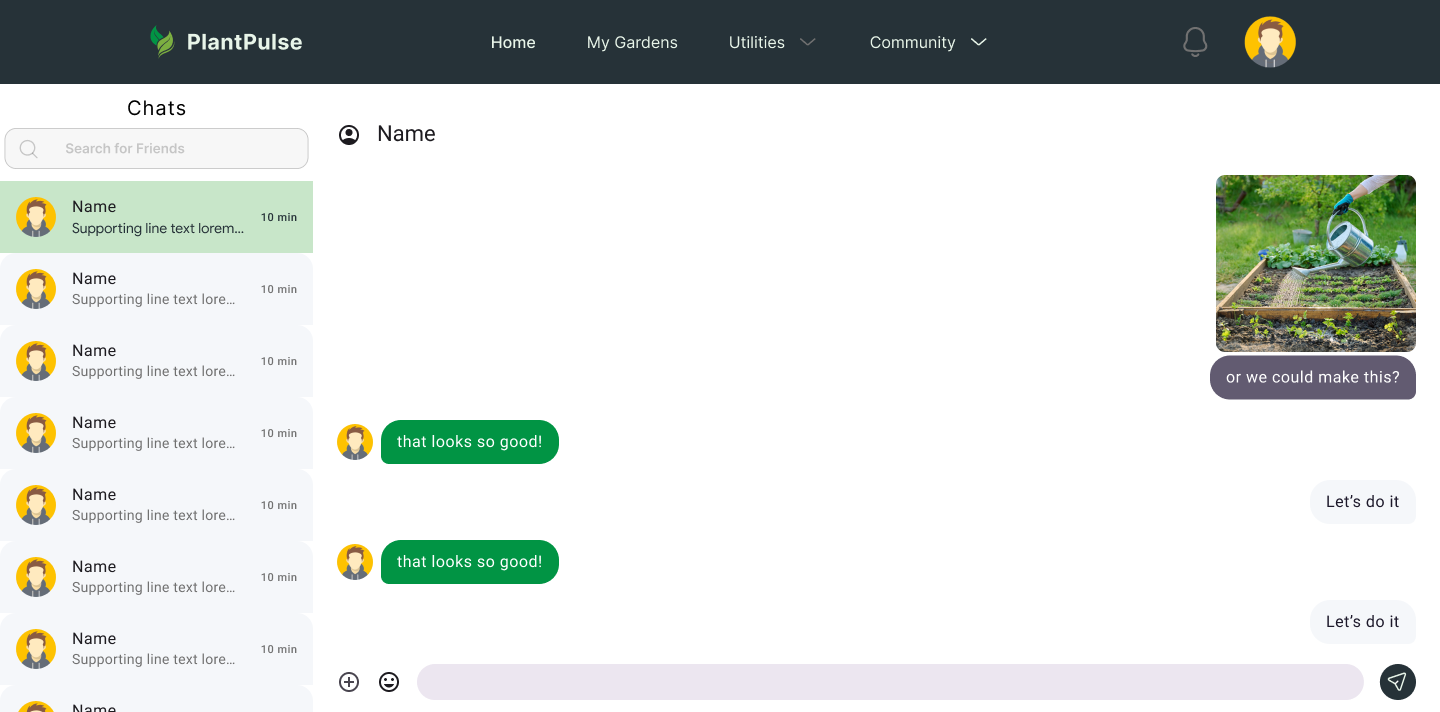 PlantPulse
Home
My Gardens
Utilities
Community
Chats
Search for Friends
Name
Supporting line text lorem...
10 min
Name
Supporting line text lore...
10 min
Name
Supporting line text lore...
10 min
Name
Supporting line text lore...
10 min
Name
Supporting line text lore...
10 min
Name
Supporting line text lore...
10 min
Name
Supporting line text lore...
10 min
Name
Name
or we could make this?
that looks so good!
Let’s do it
that looks so good!
Let’s do it